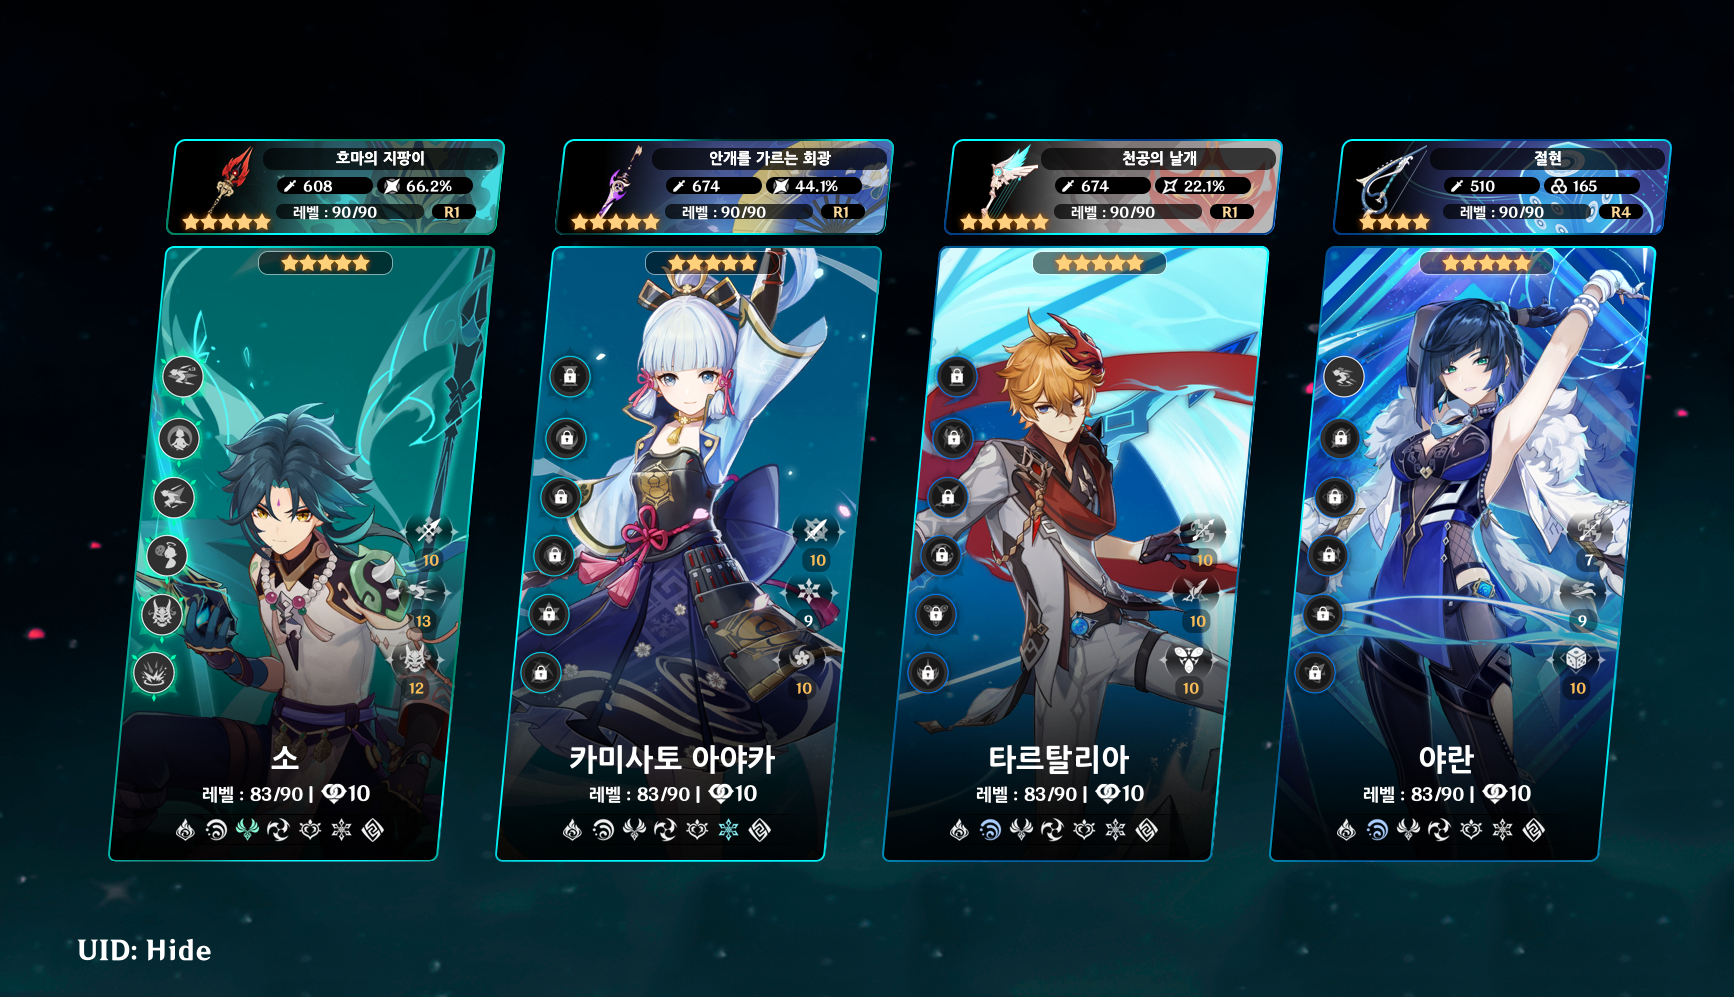 호마의 지팡이
608 66.2%
레벨 : 90/90 R1
안개를 가르는 회광
674 44.1%
레벨 : 90/90 R1
천공의 날개
674 22.1%
레벨 : 90/90 R1
절현
510 165
레벨 : 90/90 R4
10
13
12
소
레벨 : 83/90 | 10
10
9
10
카미사토 아야카
레벨 : 83/90 | 10
10
10
10
타르탈리아
레벨 : 83/90 | 10
7
9
10
야란
레벨 : 83/90 | 10
UID: Hide